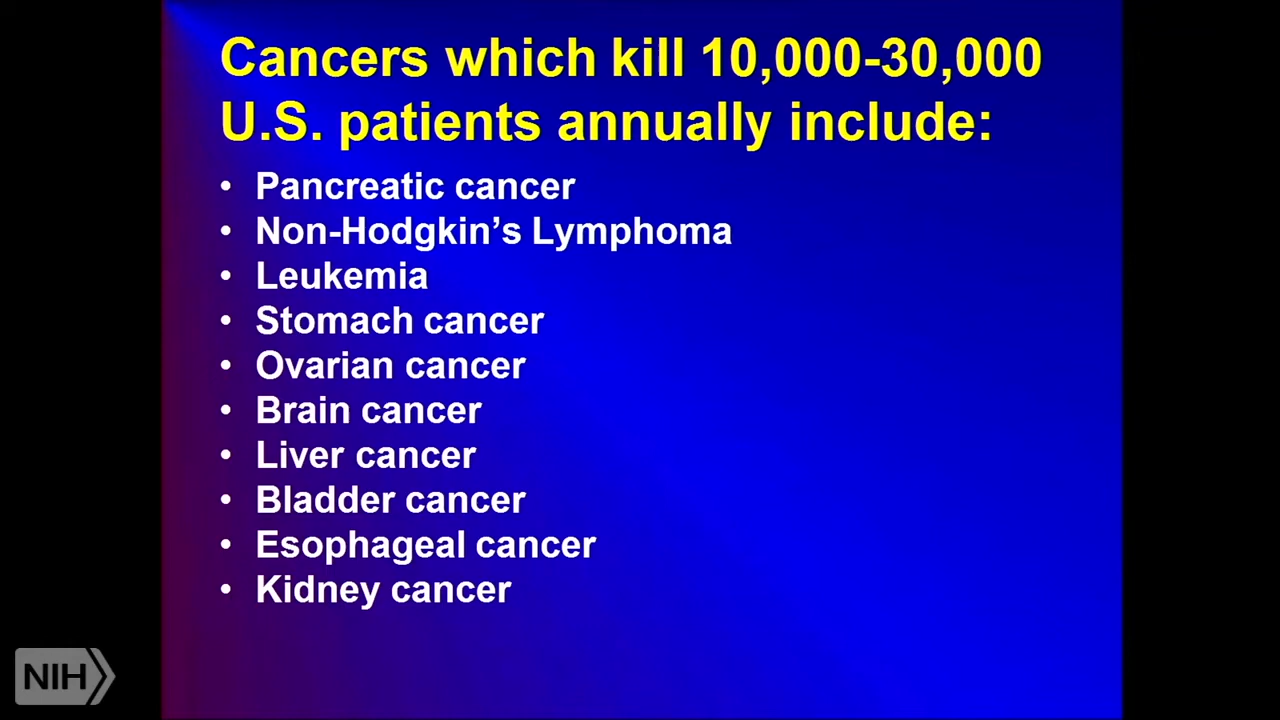 Cancers which kill 10,000-30,000
U.S. patients annually include:
• Pancreatic cancer
• Non-Hodgkin’s Lymphoma
• Leukemia
• Stomach cancer
• Ovarian cancer
• Brain cancer
• Liver cancer
• Bladder cancer
• Esophageal cancer
• Kidney cancer
NIH